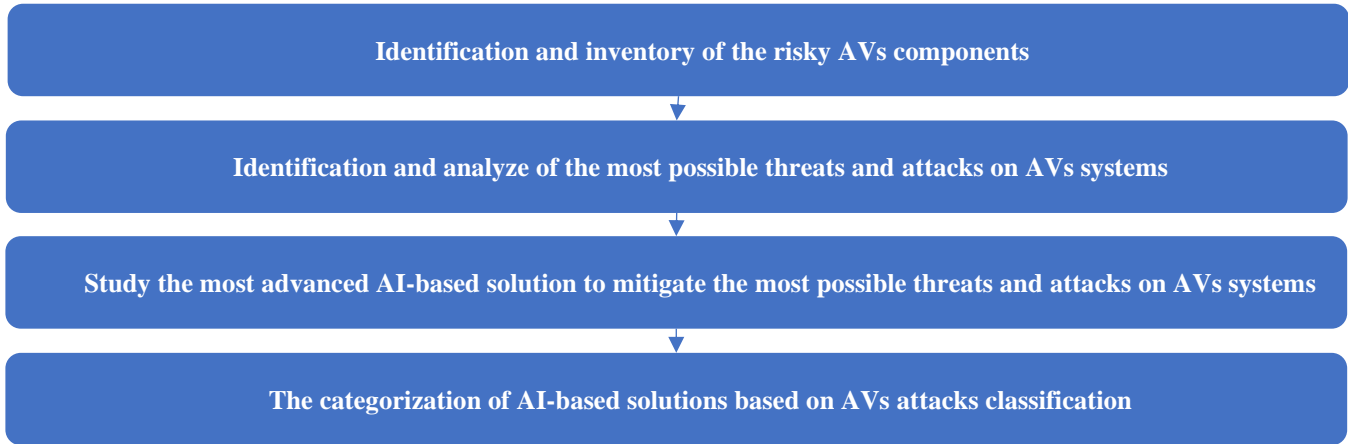 Identification and inventory of the risky AVs components
Identification and analyze of the most possible threats and attacks on AVs systems
Study the most advanced AI-based solution to mitigate the most possible threats and attacks on AVs systems
The categorization of AI-based solutions based on AVs attacks classification